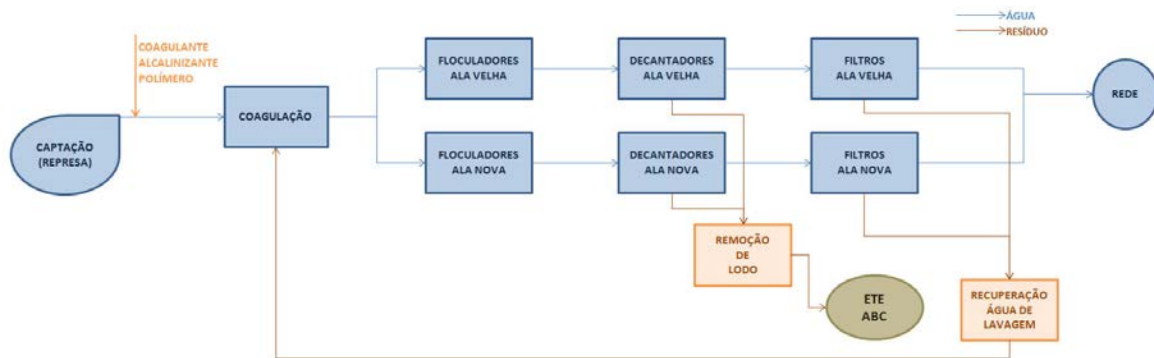 ÁGUA
RESÍDUO
COAGULANTE
ALCALINIZANTE
POLÍMERO
CAPTAÇÃO
(REPRESA)
COAGULAÇÃO
FLOCULADORES
ALA VELHA
DECANTADORES
ALA VELHA
FILTROS
ALA VELHA
REDE
FLOCULADORES
ALA NOVA
DECANTADORES
ALA NOVA
FILTROS
ALA NOVA
REMOÇÃO
DE
LODO
ETE
ABC
RECUPERAÇÃO
ÁGUA DE
LAVAGEM